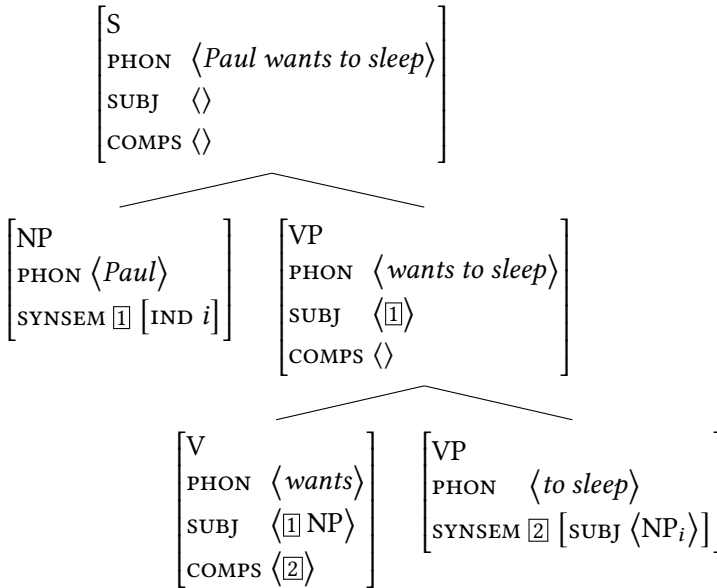 S
PHON ⟨Paul wants to sleep⟩
SUBJ ⟨⟩
COMPS ⟨⟩
NP
PHON ⟨Paul⟩
SYNSEM 1 [IND i]
VP
PHON ⟨wants to sleep⟩
SUBJ ⟨1⟩
COMPS ⟨⟩
V
PHON ⟨wants⟩
SUBJ ⟨1 NP⟩
COMPS ⟨2⟩
VP
PHON ⟨to sleep⟩
SYNSEM 2 [SUBJ ⟨NPᵢ⟩]